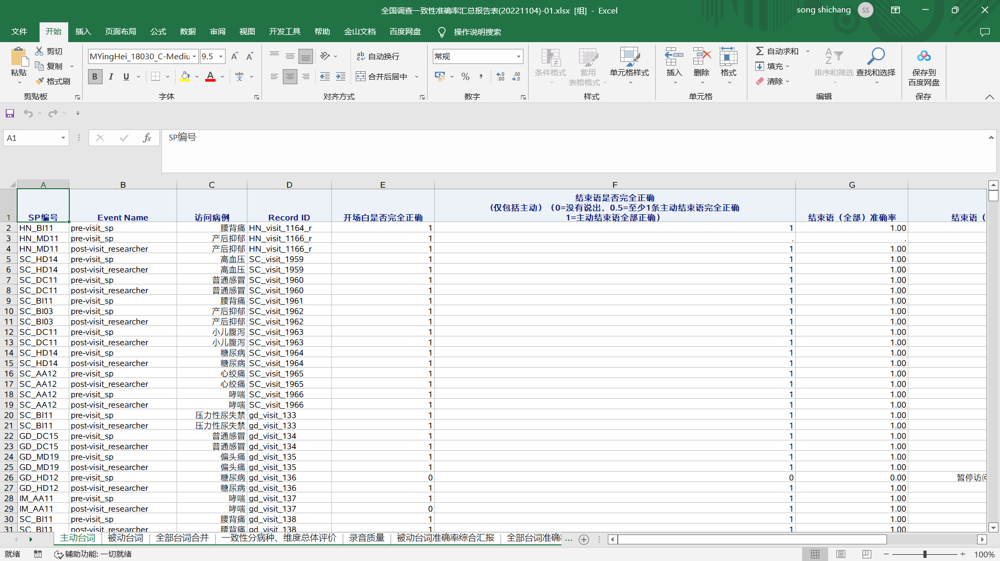 全国调查一致性准确率汇总报告表(20221104)-01.xlsx [组] - Excel
song shichang SS
文件 开始 插入 页面布局 公式 数据 审阅 视图 开发工具 帮助 金山文档 百度网盘 操作说明搜索
剪切
复制
格式刷
粘贴
剪贴板
MYingHei_18030_C-Mediu 9.5
B I U
字体
自动换行
合并后居中
对齐方式
常规
数字
条件格式
套用
表格格式
单元格样式
样式
插入
删除
格式
单元格
自动求和
填充
清除
排序和筛选
查找和选择
编辑
保存到
百度网盘
保存
A1 SP编号
A B C D E F G
1 SP编号 Event Name 访问病例 Record ID 开场白是否完全正确
结束语是否完全正确
(仅包括主动)(0=没有说出,0.5=至少1条主动结束语完全正确
1=主动结束语全部正确)
结束语(全部)准确率 结束语(
2 HN_BI11 pre-visit_sp 腰背痛 HN_visit_1164_r 1 1 1.00
3 HN_MD11 pre-visit_sp 产后抑郁 HN_visit_1166_r 1 . .
4 HN_MD11 post-visit_researcher 产后抑郁 HN_visit_1166_r 1 1 1.00
5 SC_HD14 pre-visit_sp 高血压 SC_visit_1959 1 1 1.00
6 SC_HD14 post-visit_researcher 高血压 SC_visit_1959 1 1 1.00
7 SC_DC11 pre-visit_sp 普通感冒 SC_visit_1960 1 1 1.00
8 SC_DC11 post-visit_researcher 普通感冒 SC_visit_1960 1 1 1.00
9 SC_BI11 pre-visit_sp 腰背痛 SC_visit_1961 1 1 1.00
10 SC_BI03 pre-visit_sp 产后抑郁 SC_visit_1962 1 1 1.00
11 SC_BI03 post-visit_researcher 产后抑郁 SC_visit_1962 1 1 1.00
12 SC_DC11 pre-visit_sp 小儿腹泻 SC_visit_1963 1 1 1.00
13 SC_DC11 post-visit_researcher 小儿腹泻 SC_visit_1963 1 1 1.00
14 SC_HD14 pre-visit_sp 糖尿病 SC_visit_1964 1 1 1.00
15 SC_HD14 post-visit_researcher 糖尿病 SC_visit_1964 1 1 1.00
16 SC_AA12 pre-visit_sp 心绞痛 SC_visit_1965 1 1 1.00
17 SC_AA12 post-visit_researcher 心绞痛 SC_visit_1965 1 1 1.00
18 SC_AA12 pre-visit_sp 哮喘 SC_visit_1966 1 1 1.00
19 SC_AA12 post-visit_researcher 哮喘 SC_visit_1966 1 1 1.00
20 SC_BI11 pre-visit_sp 压力性尿失禁 gd_visit_133 1 1 1.00
21 SC_BI11 post-visit_researcher 压力性尿失禁 gd_visit_133 1 1 1.00
22 GD_DC15 pre-visit_sp 普通感冒 gd_visit_134 1 1 1.00
23 GD_DC15 post-visit_researcher 普通感冒 gd_visit_134 1 1 1.00
24 GD_MD19 pre-visit_sp 偏头痛 gd_visit_135 1 1 1.00
25 GD_MD19 post-visit_researcher 偏头痛 gd_visit_135 1 1 1.00
26 GD_HD12 pre-visit_sp 糖尿病 gd_visit_136 0 0 0.00 暂停访问
27 GD_HD12 post-visit_researcher 糖尿病 gd_visit_136 1 1 1.00
28 IM_AA11 pre-visit_sp 哮喘 gd_visit_137 1 1 1.00
29 IM_AA11 post-visit_researcher 哮喘 gd_visit_137 0 1 1.00
30 SC_BI11 pre-visit_sp 腰背痛 gd_visit_138 1 1 1.00
31 SC_BI11 post-visit_researcher 腰背痛 gd_visit_138 1 1 1.00
主动台词 被动台词 全部台词合并 一致性分病种、维度总体评价 录音质量 被动台词准确率综合汇报 全部台词准确 ...
就绪 辅助功能: 一切就绪 100%